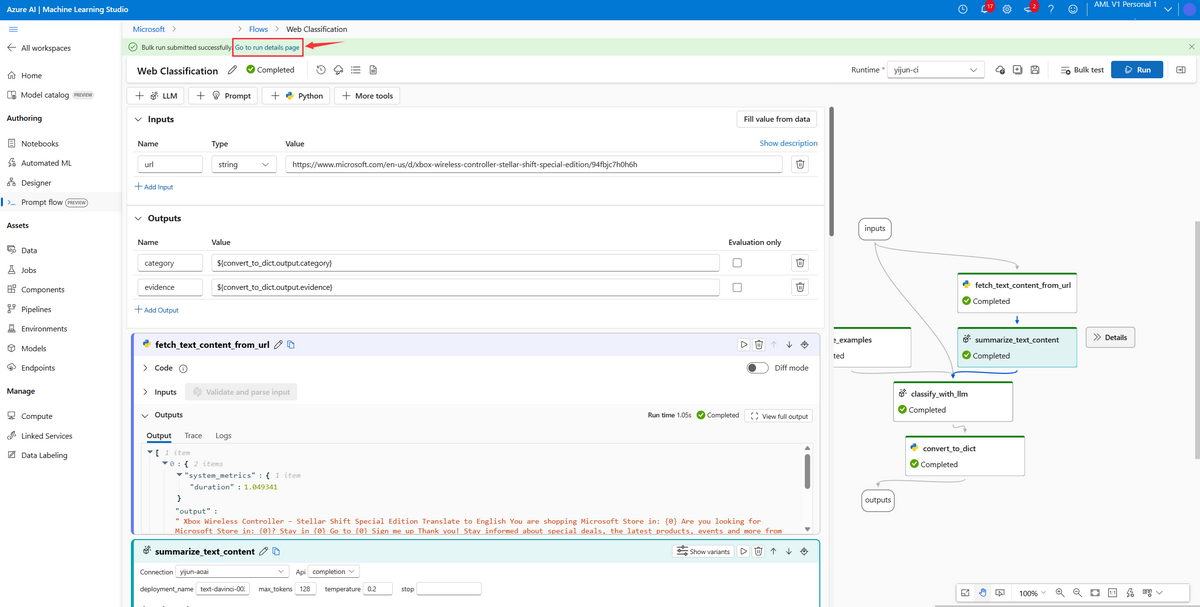 Azure AI | Machine Learning Studio
17
2
?
AML V1 Personal 1
Microsoft > > Flows > Web Classification
All workspaces
Home
Model catalog PREVIEW
Authoring
Notebooks
Automated ML
Designer
Prompt flow PREVIEW
Assets
Data
Jobs
Components
Pipelines
Environments
Models
Endpoints
Manage
Compute
Linked Services
Data Labeling
Bulk run submitted successfully Go to run details page
Web Classification Completed
Runtime * yijun-ci Bulk test Run
+ LLM + Prompt + Python + More tools
Inputs Fill value from data
Name Type Value Show description
url string https://www.microsoft.com/en-us/d/xbox-wireless-controller-stellar-shift-special-edition/94fbjc7h0h6h
+ Add Input
Outputs
Name Value Evaluation only
category ${convert_to_dict.output.category}
evidence ${convert_to_dict.output.evidence}
+ Add Output
fetch_text_content_from_url
Code Diff mode
Inputs Validate and parse input
Outputs Run time 1.05s Completed View full output
Output Trace Logs
[ 1 item
0 : { 2 items
"system_metrics" : { 1 item
"duration" : 1.049341
}
"output" :
" Xbox Wireless Controller - Stellar Shift Special Edition Translate to English You are shopping Microsoft Store in: {0} Are you looking for
Microsoft Store in: {0}? Stay in {0} Go to {0} Sign me up Thank you! Stay informed about special deals, the latest products, events and more from
summarize_text_content Show variants
Connection yijun-aoai Api completion
deployment_name text-davinci-00 max_tokens 128 temperature 0.2 stop
inputs
fetch_text_content_from_url
Completed
e_examples
ted
summarize_text_content
Completed
Details
classify_with_llm
Completed
convert_to_dict
Completed
outputs
100%
1:1